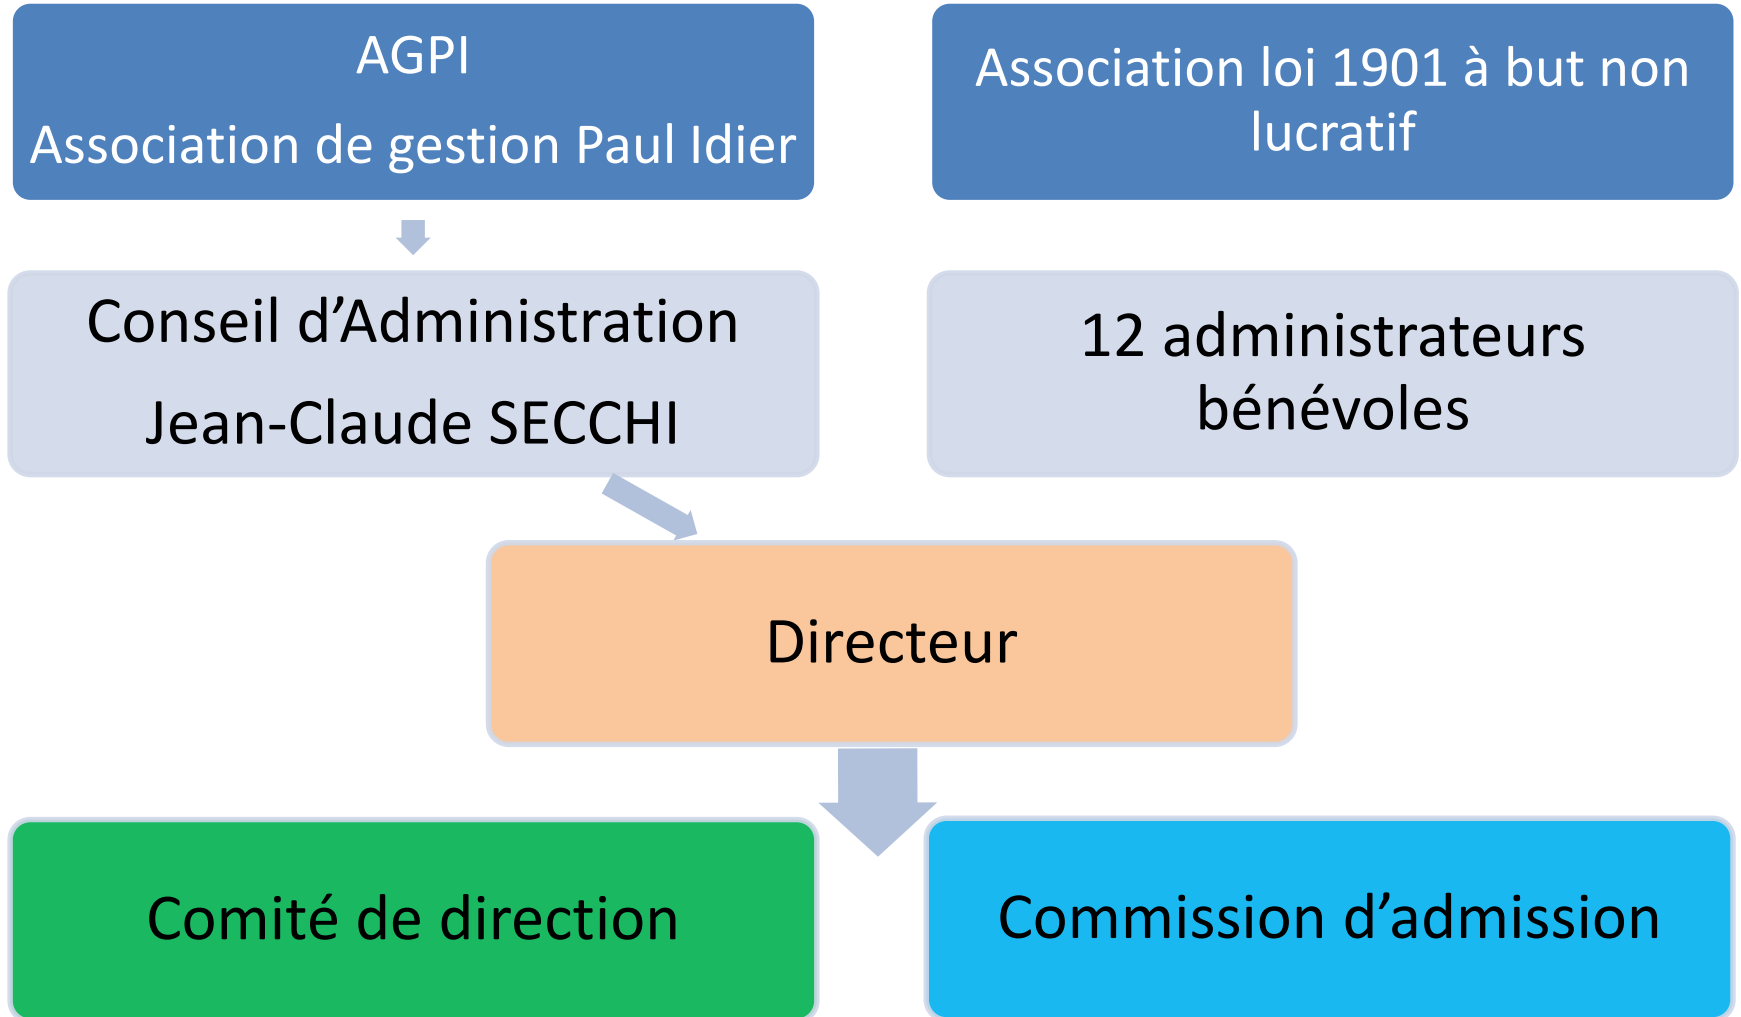 AGPI
Association de gestion Paul Idier
Association loi 1901 à but non
lucratif
Conseil d’Administration
Jean-Claude SECCHI
12 administrateurs
bénévoles
Directeur
Comité de direction
Commission d’admission